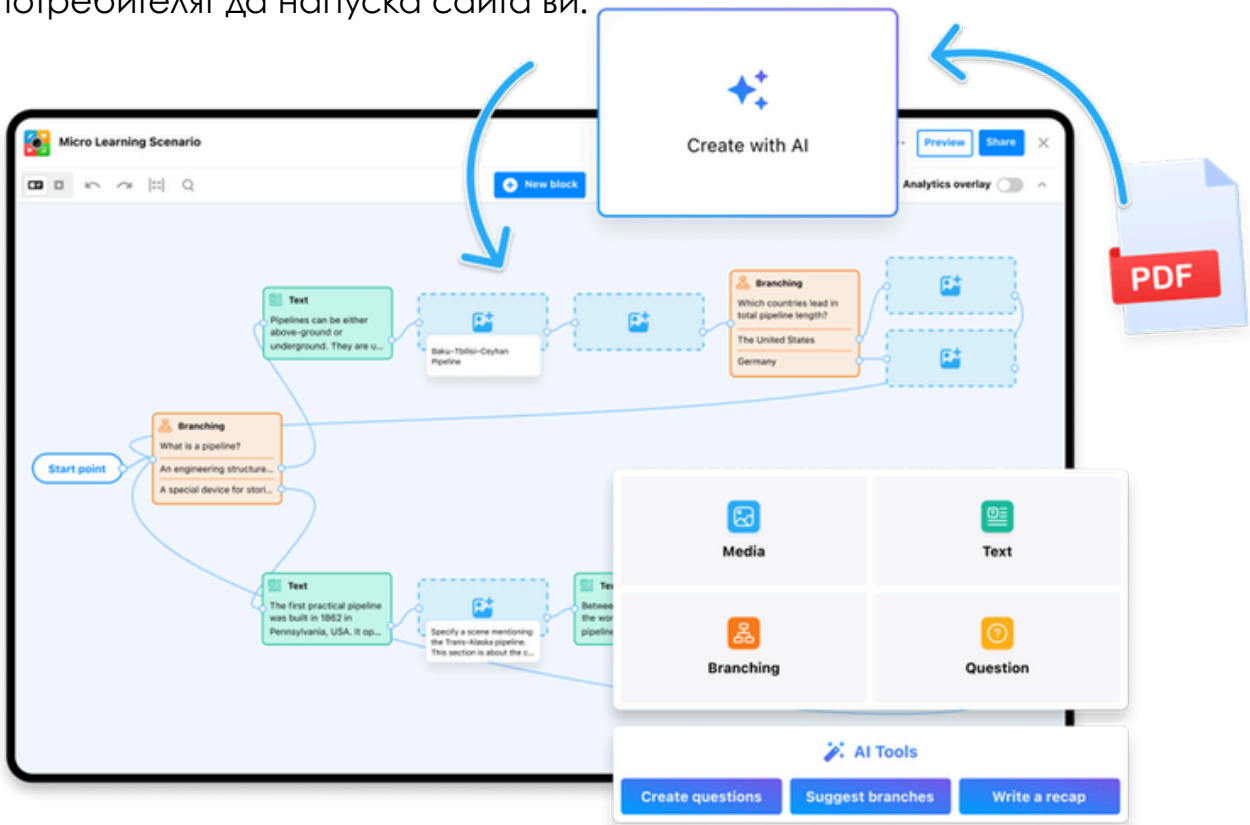 потребителят да напуска сайта ви.
Create with AI
Micro Learning Scenario
Preview
Share
New block
Analytics overlay
PDF
Text
Pipelines can be either
above-ground or
underground. They are u...
Baku-Tbilisi-Ceyhan
Pipeline
Branching
Which countries lead in
total pipeline length?
The United States
Germany
Branching
What is a pipeline?
An engineering structure...
A special device for stori...
Start point
Text
The first practical pipeline
was built in 1862 in
Pennsylvania, USA. It op...
Specify a scene mentioning
the Trans-Alaska pipeline.
This section is about the c...
Media
Text
Branching
Question
AI Tools
Create questions
Suggest branches
Write a recap